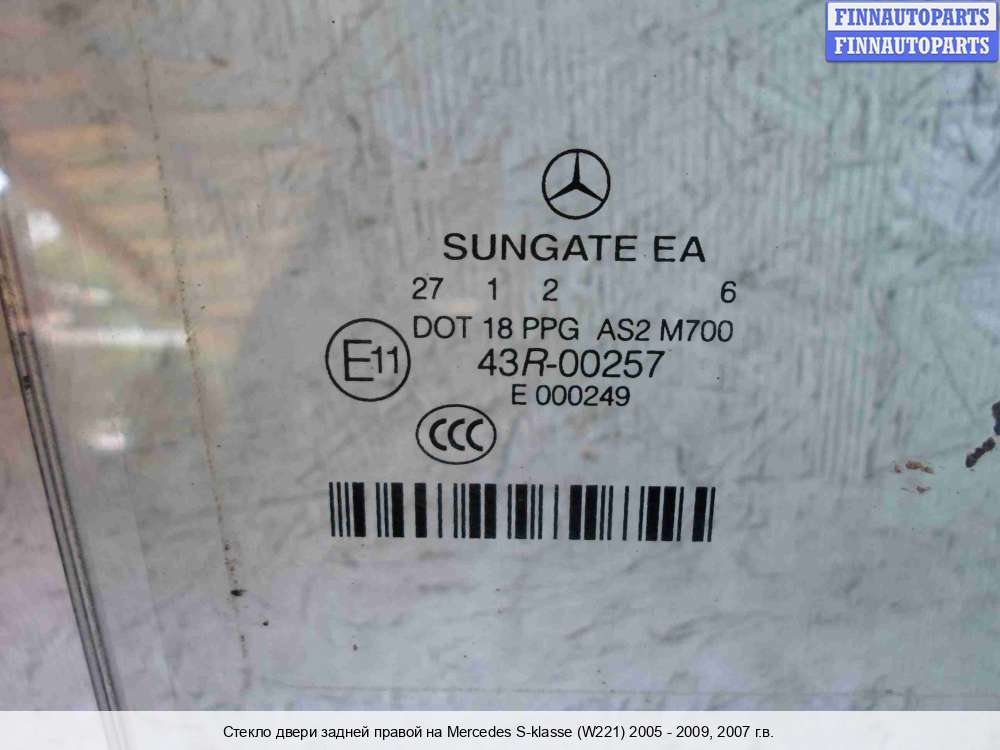 FINNAUTOPARTS
FINNAUTOPARTS
SUNGATE EA
27 1 2 6
DOT 18 PPG AS2 M700
E11
43R-00257
E 000249
CCC
Стекло двери задней правой на Mercedes S-klasse (W221) 2005 - 2009, 2007 г.в.